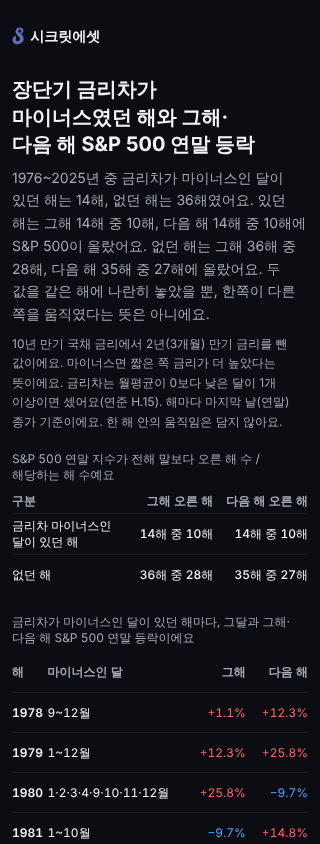 시크릿에셋
장단기 금리차가
마이너스였던 해와 그해·
다음 해 S&P 500 연말 등락
1976~2025년 중 금리차가 마이너스인 달이
있던 해는 14해, 없던 해는 36해였어요. 있던
해는 그해 14해 중 10해, 다음 해 14해 중 10해에
S&P 500이 올랐어요. 없던 해는 그해 36해 중
28해, 다음 해 35해 중 27해에 올랐어요. 두
값을 같은 해에 나란히 놓았을 뿐, 한쪽이 다른
쪽을 움직였다는 뜻은 아니에요.
10년 만기 국채 금리에서 2년(3개월) 만기 금리를 뺀
값이에요. 마이너스면 짧은 쪽 금리가 더 높았다는
뜻이에요. 금리차는 월평균이 0보다 낮은 달이 1개
이상이면 셌어요(연준 H.15). 해마다 마지막 날(연말)
종가 기준이에요. 한 해 안의 움직임은 담지 않아요.
S&P 500 연말 지수가 전해 말보다 오른 해 수 /
해당하는 해 수예요
구분 그해 오른 해 다음 해 오른 해
금리차 마이너스인
달이 있던 해 14해 중 10해 14해 중 10해
없던 해 36해 중 28해 35해 중 27해
금리차가 마이너스인 달이 있던 해마다, 그달과 그해·
다음 해 S&P 500 연말 등락이에요
해 마이너스인 달 그해 다음 해
1978 9~12월 +1.1% +12.3%
1979 1~12월 +12.3% +25.8%
1980 1·2·3·4·9·10·11·12월 +25.8% −9.7%
1981 1~10월 −9.7% +14.8%